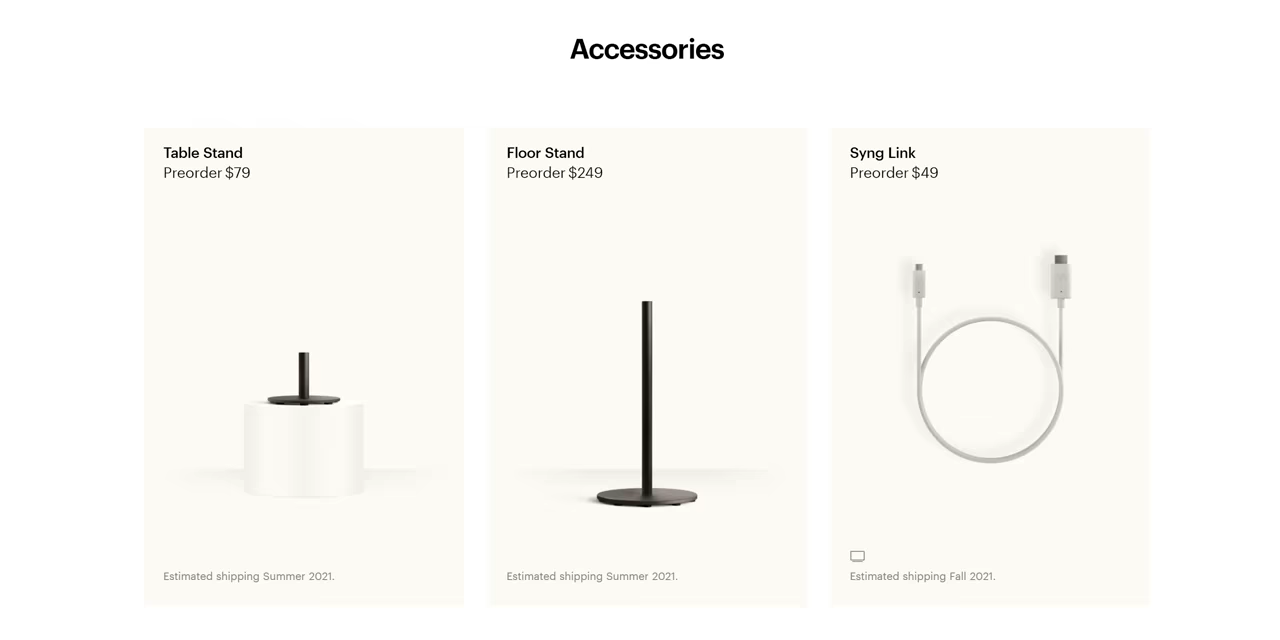 Accessories
Table Stand
Preorder $79
Estimated shipping Summer 2021.
Floor Stand
Preorder $249
Estimated shipping Summer 2021.
Syng Link
Preorder $49
Estimated shipping Fall 2021.